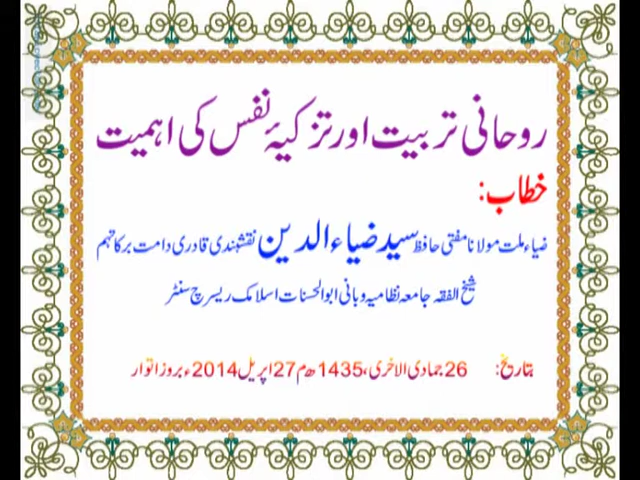 روحانی تربیت اور تزکیۂ نفس کی اہمیت
خطاب:
ضیاء ملت مولانا مفتی حافظ سید ضیاء الدین نقشبندی قادری دامت برکاتہم
شیخ الفقہ جامعہ نظامیہ وبانی ابوالحسنات اسلامک ریسرچ سنٹر
بتاریخ: 26 جمادی الاخری، 1435ھ م 27 اپریل 2014ء بروز اتوار